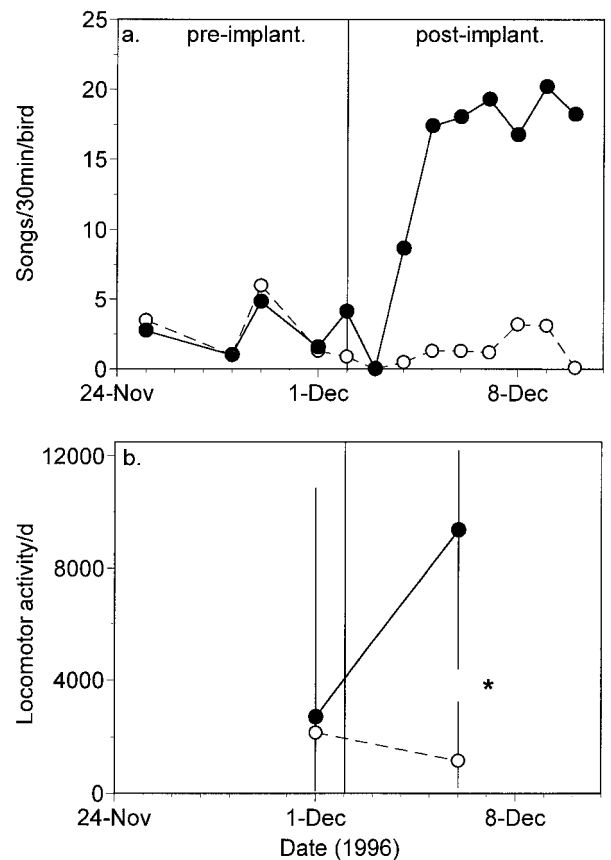 a.
pre-implant.
post-implant.
25
20
15
10
5
0
Songs/30min/bird
24-Nov
1-Dec
8-Dec
b.
12000
8000
4000
0
Locomotor activity/d
*
24-Nov
1-Dec
8-Dec
Date (1996)